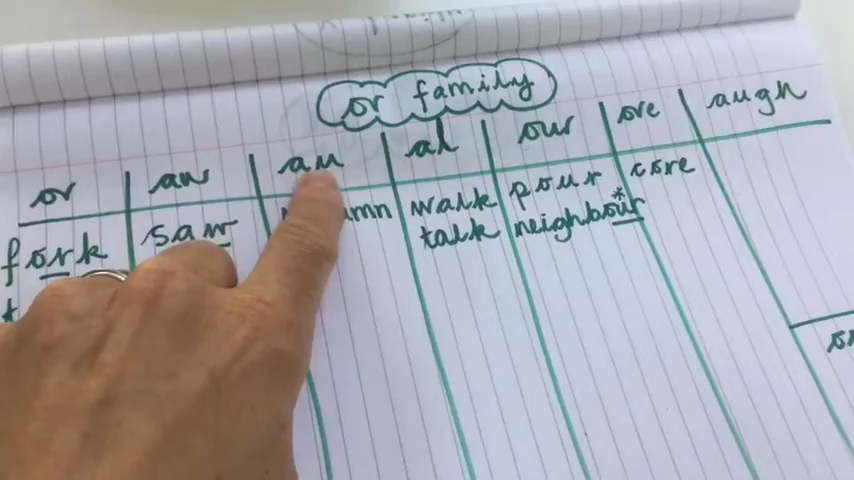 or family
or aw au al our ore augh
fork saw walk pour core
talk neighbour*